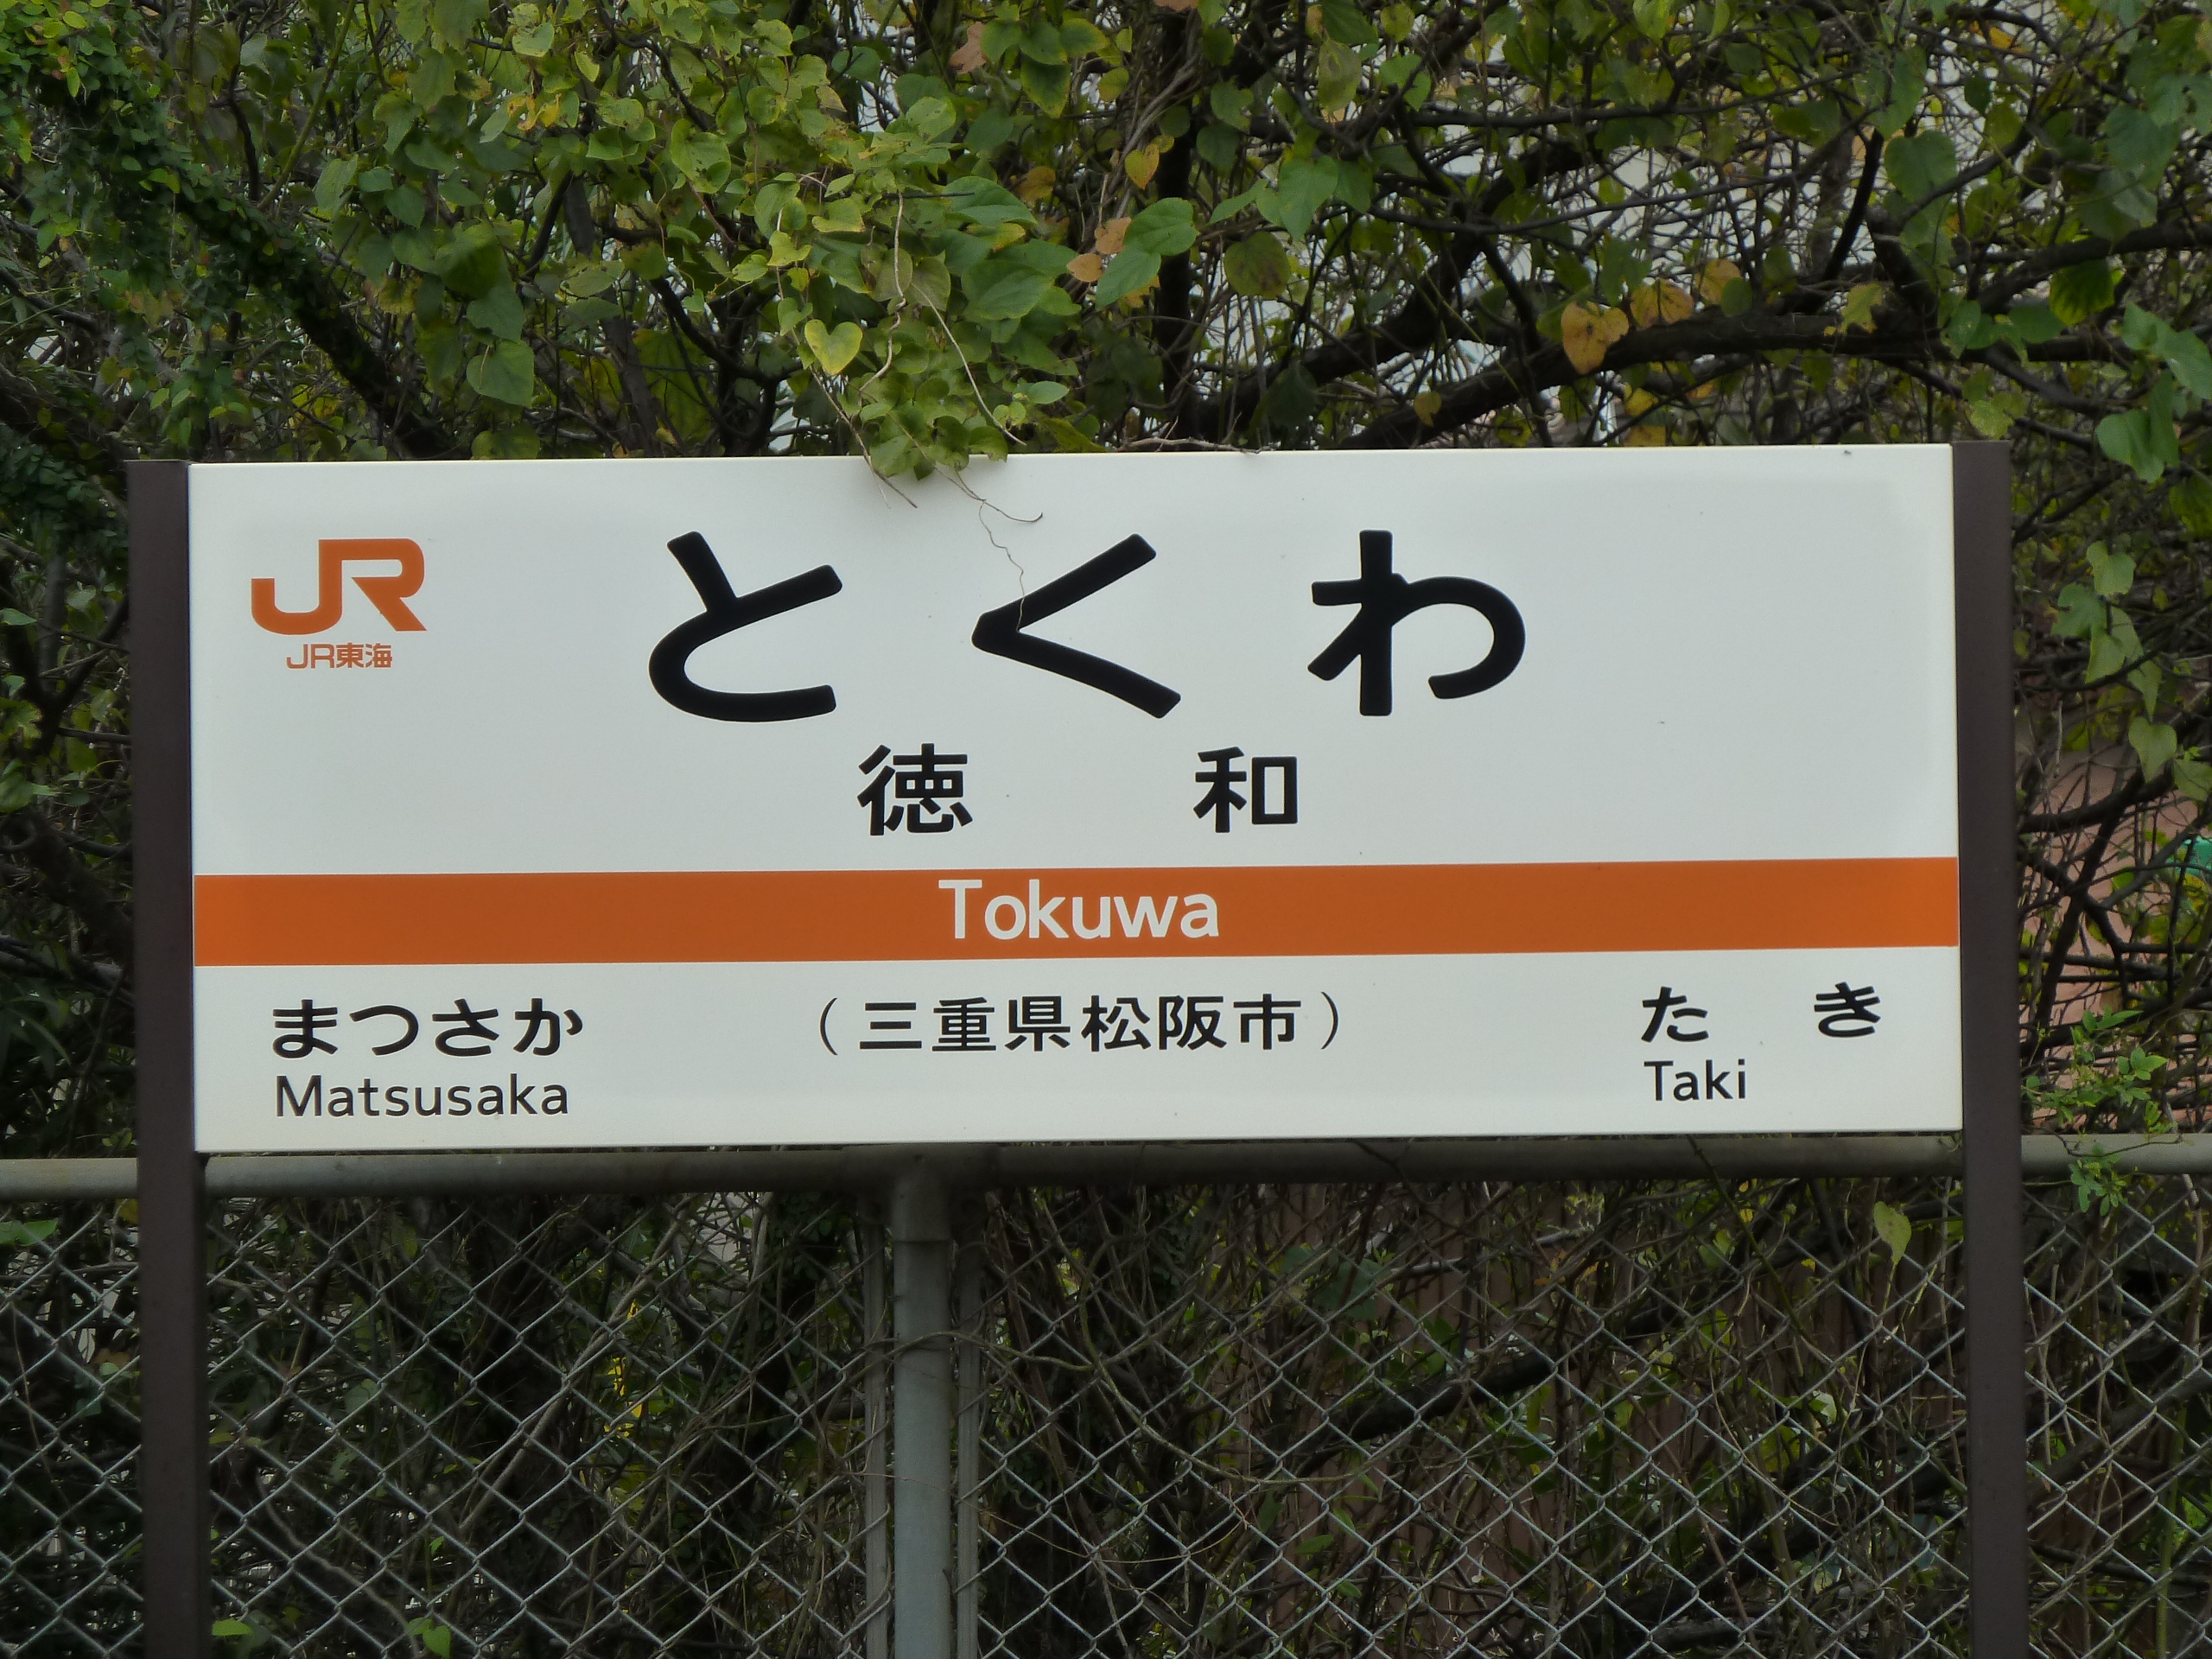 JR
JR東海
とくわ
徳和
Tokuwa
まつさか
Matsusaka
(三重県松阪市)
たき
Taki